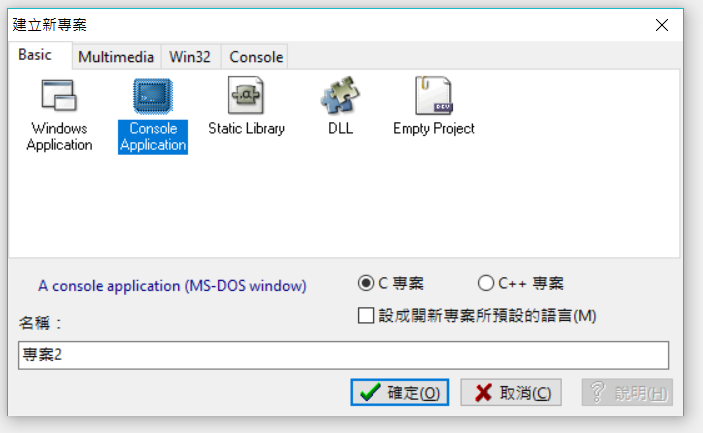 建立新專案
Basic Multimedia Win32 Console
Windows Application
Console Application
Static Library
.a
DLL
Empty Project
DEV
A console application (MS-DOS window)
C 專案
C++ 專案
設成開新專案所預設的語言(M)
名稱：
專案2
確定(O)
取消(C)
說明(H)